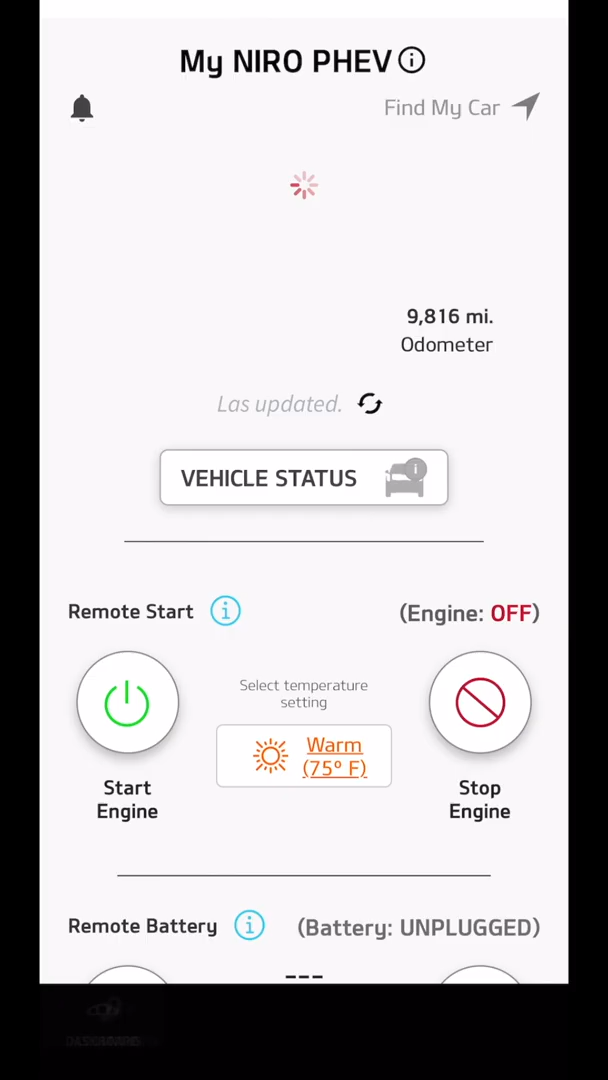 My NIRO PHEV
Find My Car
9,816 mi.
Odometer
Las updated.
VEHICLE STATUS
Remote Start
(Engine: OFF)
Select temperature
setting
Warm
(75º F)
Start
Engine
Stop
Engine
Remote Battery
(Battery: UNPLUGGED)
---